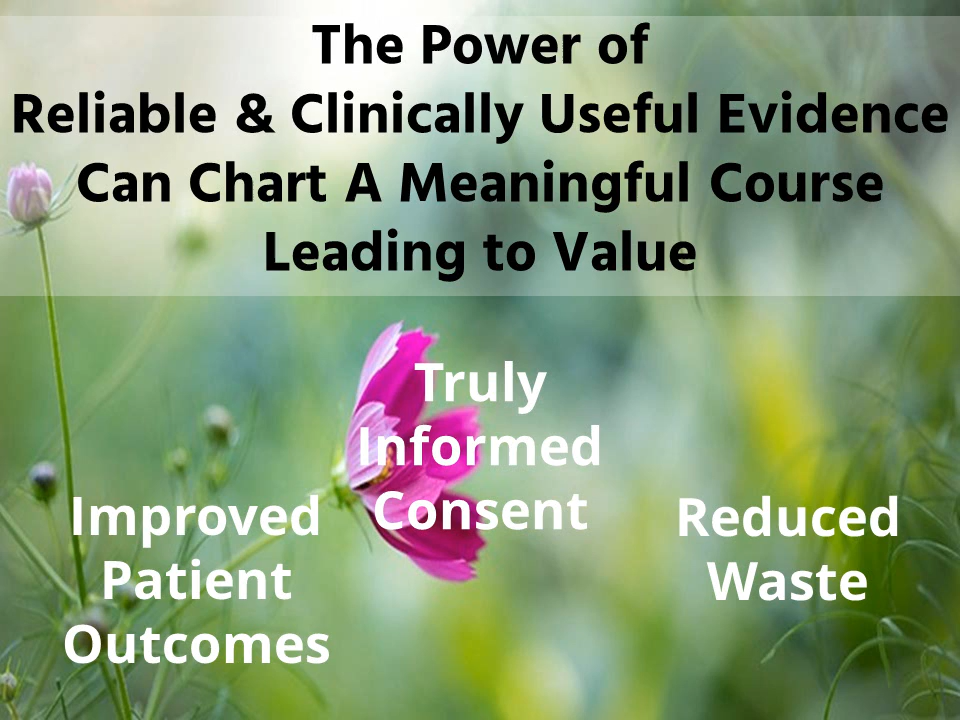 The Power of
Reliable & Clinically Useful Evidence
Can Chart A Meaningful Course
Leading to Value
Truly
Informed
Consent
Improved
Patient
Outcomes
Reduced
Waste